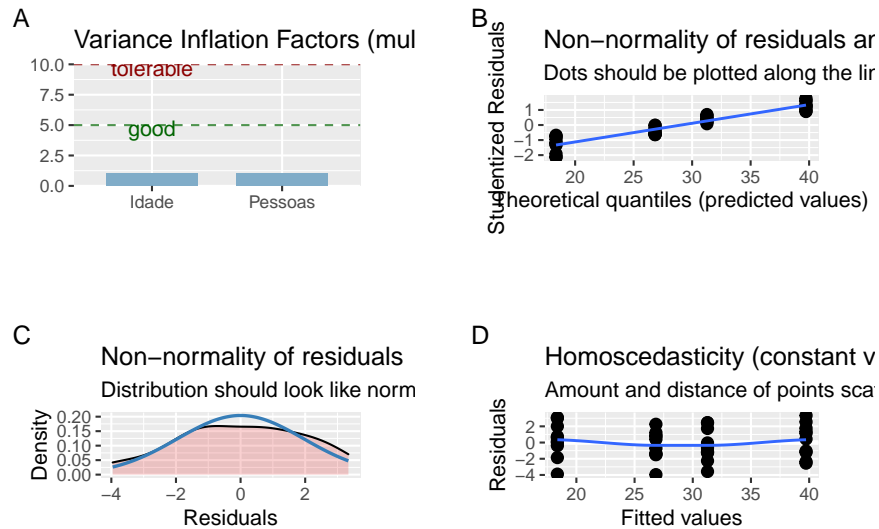 A
Variance Inflation Factors (mul
10.0
tolerable
7.5
5.0
good
2.5
0.0
Idade
Pessoas
B
Non−normality of residuals an
Dots should be plotted along the lin
Studentized Residuals
1
0
−1
−2
20
25
30
35
40
Theoretical quantiles (predicted values)
C
Non−normality of residuals
Distribution should look like norm
Density
0.20
0.15
0.10
0.05
0.00
−4
−2
0
2
Residuals
D
Homoscedasticity (constant v
Amount and distance of points scat
Residuals
2
0
−2
−4
20
25
30
35
40
Fitted values